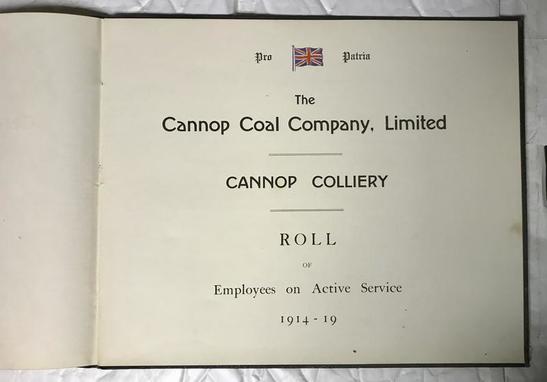 Pro Patria
The
Cannop Coal Company, Limited
CANNOP COLLIERY
ROLL
OF
Employees on Active Service
1914-19